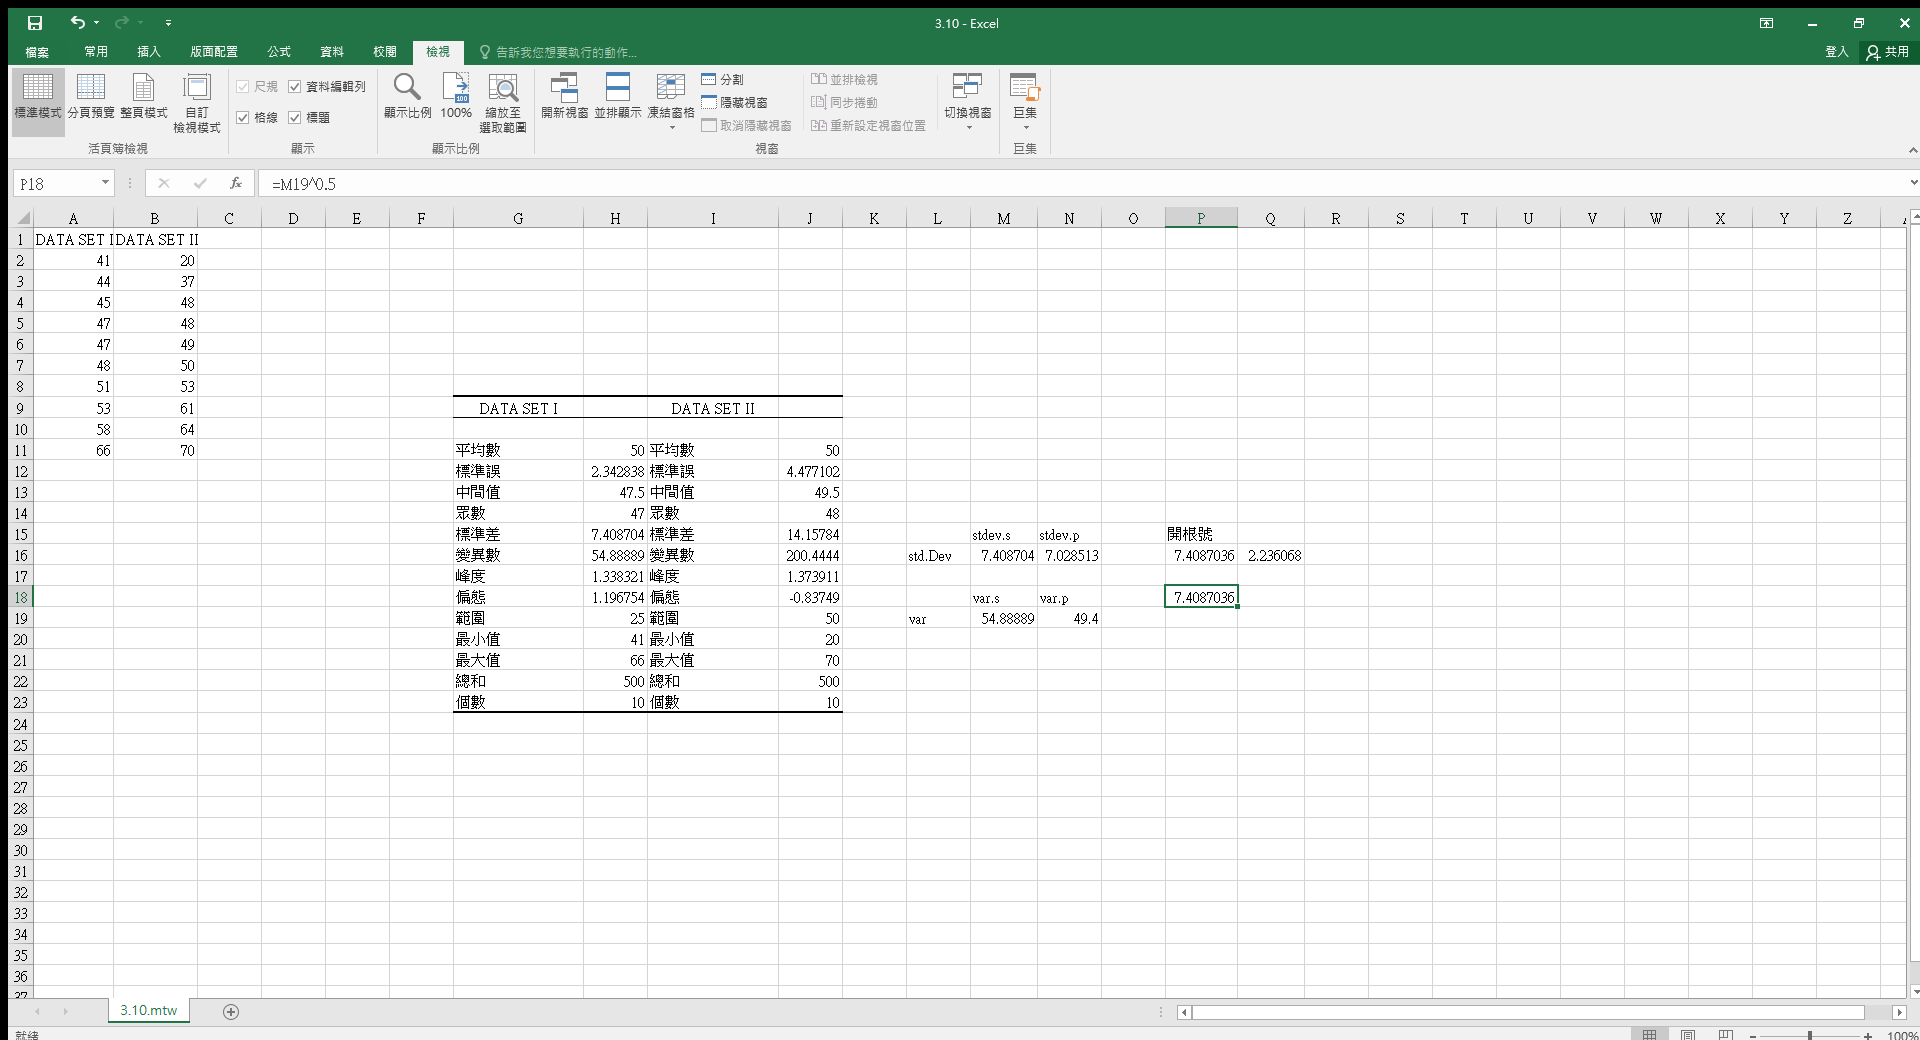 3.10 - Excel
檔案 常用 插入 版面配置 公式 資料 校閱 檢視 告訴我您想要執行的動作... 登入 共用
標準模式 分頁預覽 整頁模式 自訂檢視模式
活頁簿檢視
尺規 資料編輯列
格線 標題
顯示
顯示比例 100% 縮放至選取範圍
顯示比例
開新視窗 並排顯示 凍結窗格
分割
隱藏視窗
取消隱藏視窗
並排檢視
同步捲動
重新設定視窗位置
切換視窗
視窗
巨集
巨集
P18 fx =M19^0.5
A B C D E F G H I J K L M N O P Q R S T U V W X Y Z
1 DATA SET I DATA SET II
2 41 20
3 44 37
4 45 48
5 47 48
6 47 49
7 48 50
8 51 53
9 53 61 DATA SET I DATA SET II
10 58 64
11 66 70 平均數 50 平均數 50
12 標準誤 2.342838 標準誤 4.477102
13 中間值 47.5 中間值 49.5
14 眾數 47 眾數 48
15 標準差 7.408704 標準差 14.15784 stdev.s stdev.p 開根號
16 變異數 54.88889 變異數 200.4444 std.Dev 7.408704 7.028513 7.4087036 2.236068
17 峰度 1.338321 峰度 1.373911
18 偏態 1.196754 偏態 -0.83749 var.s var.p 7.4087036
19 範圍 25 範圍 50 var 54.88889 49.4
20 最小值 41 最小值 20
21 最大值 66 最大值 70
22 總和 500 總和 500
23 個數 10 個數 10
24
25
26
27
28
29
30
31
32
33
34
35
36
37
3.10.mtw
就緒 100%